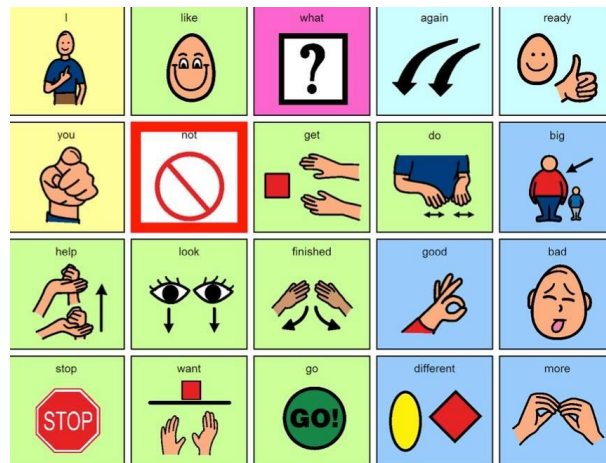 I like what again ready
?
you not get do big
help look finished good bad
stop want go different more
STOP GO!